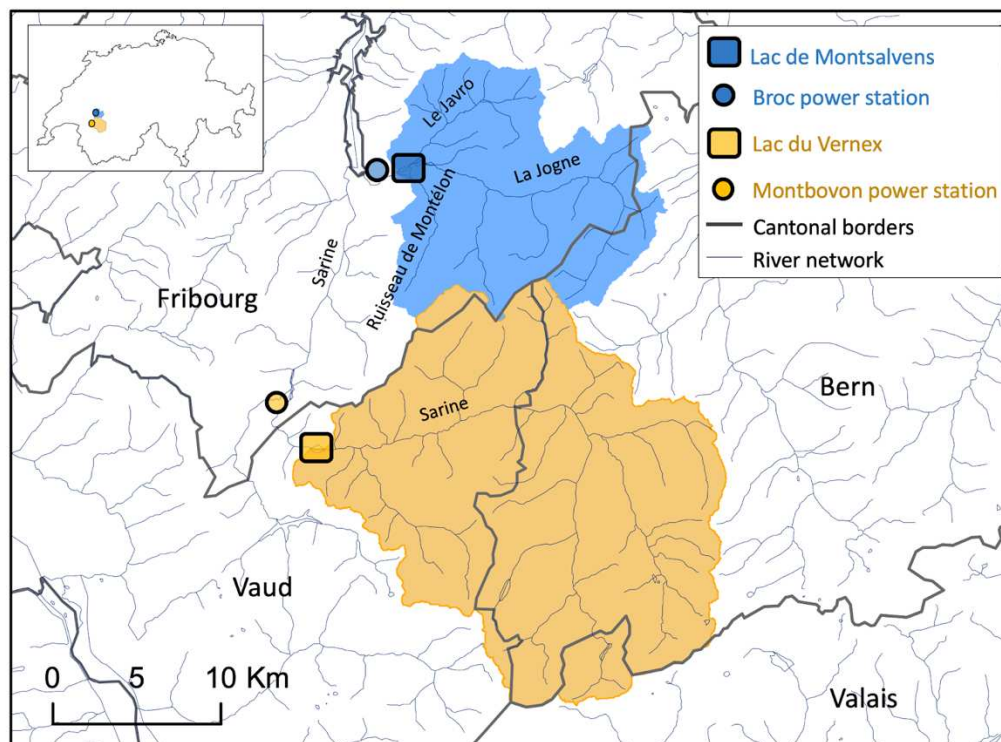 Lac de Montsalvens
Broc power station
Lac du Vernex
Montbovon power station
Cantonal borders
River network
Le Javro
La Jogne
Ruisseau de Montélon
Sarine
Fribourg
Sarine
Bern
Vaud
Valais
0 5 10 Km